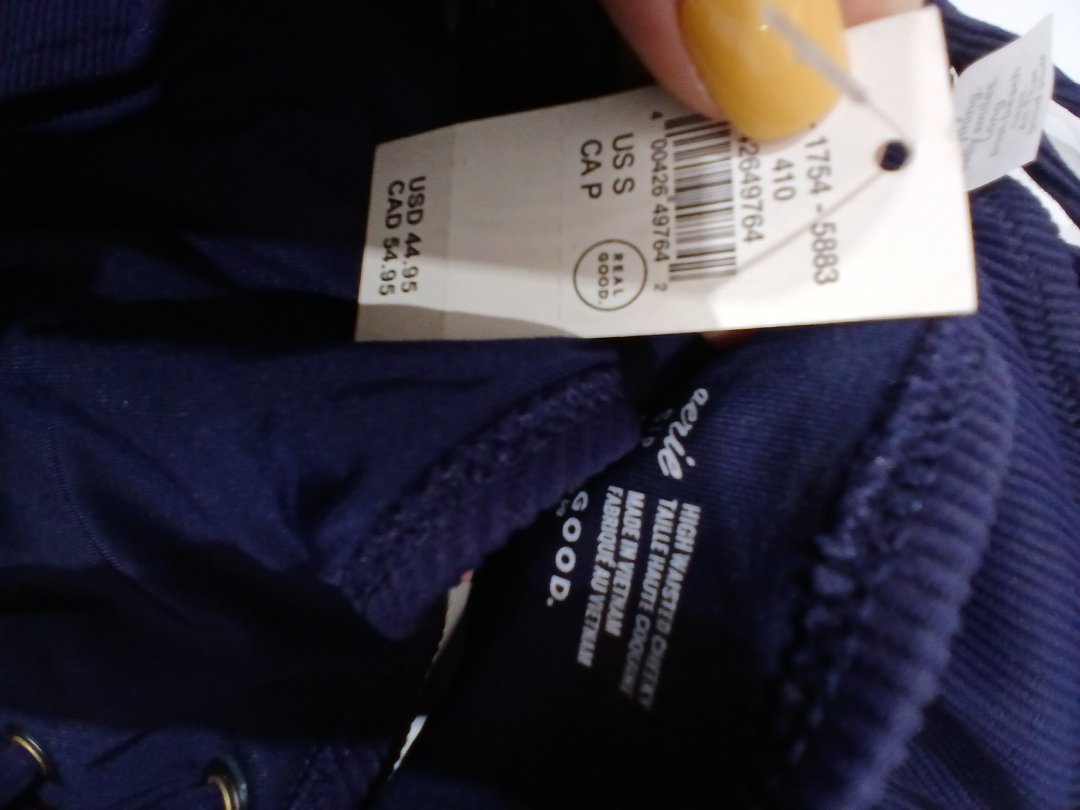 1754 - 5883
410
2649764
4 00426 49764 2
US S
CA P
REAL
GOOD.
USD 44.95
CAD 54.95
aerie
HIGH WAISTED CHEEKY
TAILLE HAUTE COQUINE
MADE IN VIETNAM
FABRIQUÉ AU VIETNAM
GOOD.